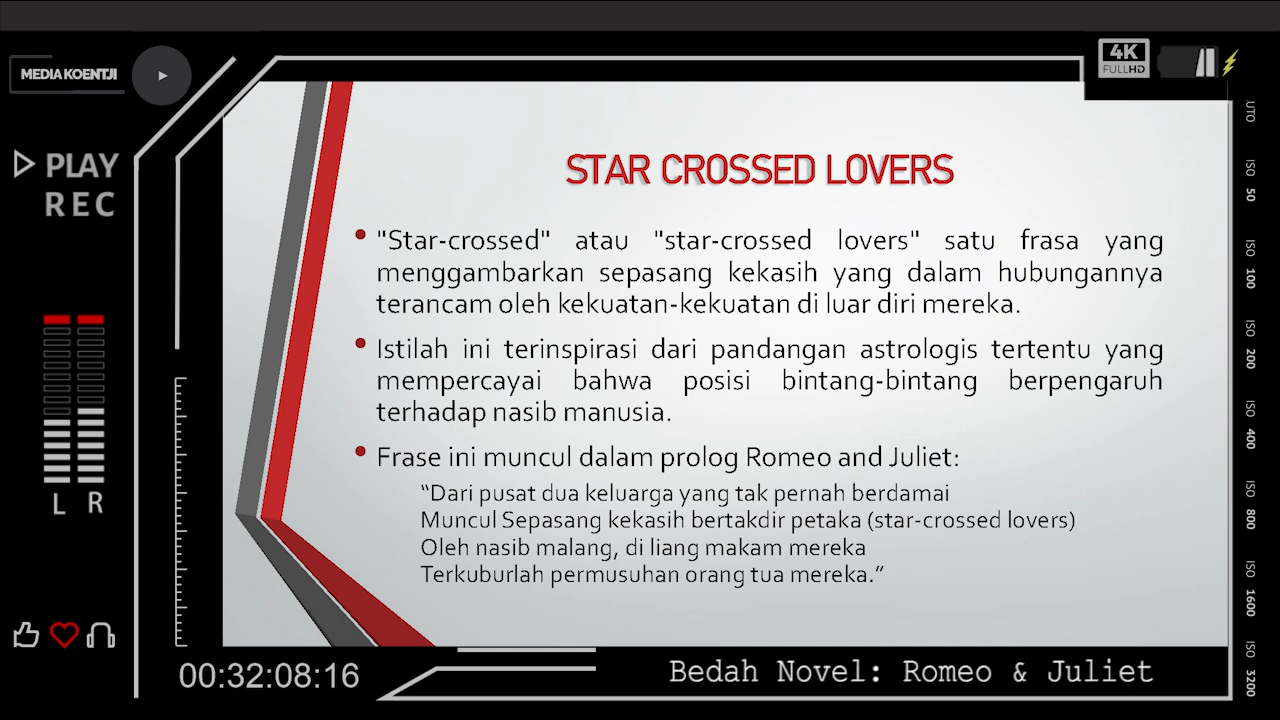 MEDIA KOENTJI
4K
FULL HD
PLAY
REC
L R
STAR CROSSED LOVERS
• "Star-crossed" atau "star-crossed lovers" satu frasa yang
menggambarkan sepasang kekasih yang dalam hubungannya
terancam oleh kekuatan-kekuatan di luar diri mereka.
• Istilah ini terinspirasi dari pandangan astrologis tertentu yang
mempercayai bahwa posisi bintang-bintang berpengaruh
terhadap nasib manusia.
• Frase ini muncul dalam prolog Romeo and Juliet:
“Dari pusat dua keluarga yang tak pernah berdamai
Muncul Sepasang kekasih bertakdir petaka (star-crossed lovers)
Oleh nasib malang, di liang makam mereka
Terkuburlah permusuhan orang tua mereka.”
UTO
ISO 50
ISO 100
ISO 200
ISO 400
ISO 800
ISO 1600
ISO 3200
00:32:08:16
Bedah Novel: Romeo & Juliet